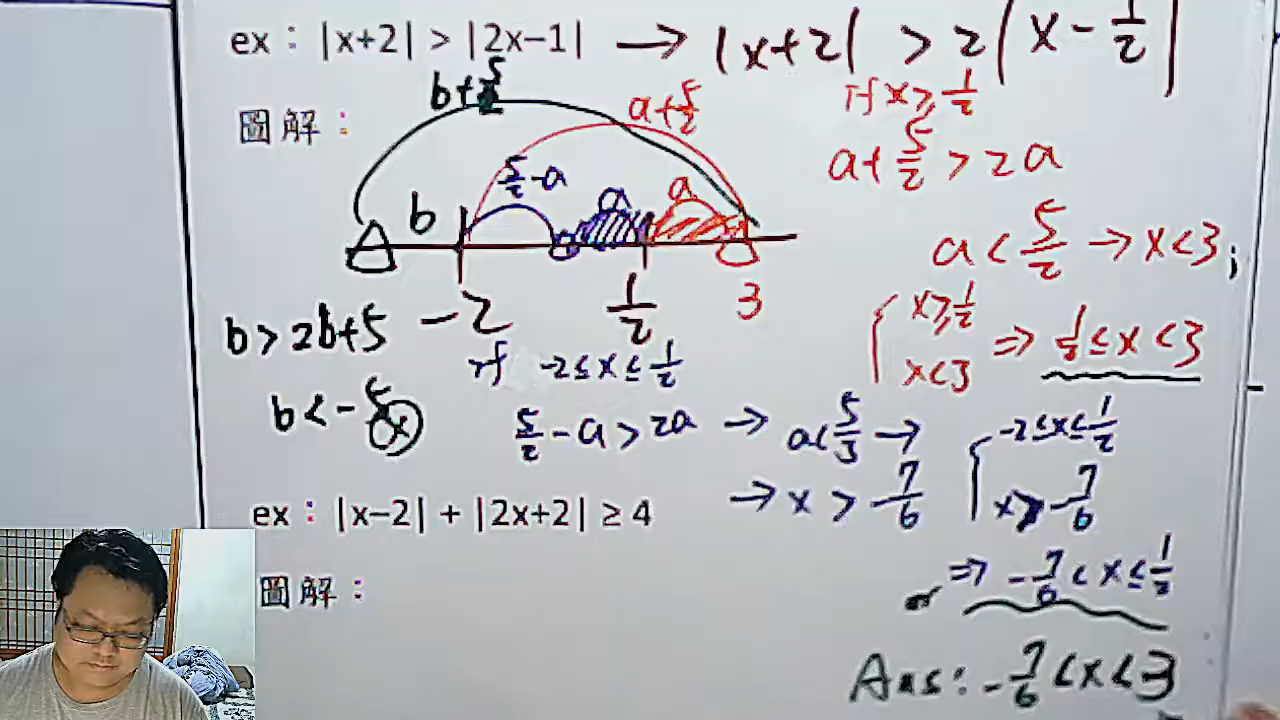 ex：|x+2| > |2x−1| → |x+2| > 2|x − 1/2|
圖解：
b+5/2
a+5/2
if x ≥ 1/2
5/2 − a
a
a
a + 5/2 > 2a
b
a < 5/2 → x < 3;
−2
1/2
3
x ≥ 1/2
x < 3
⇒ 1/2 ≤ x < 3
b > 2b+5
b < −5 (x)
if −2 ≤ x ≤ 1/2
5/2 − a > 2a → a < 5/3 →
→ x > −7/6
−2 ≤ x ≤ 1/2
x > −7/6
ex：|x−2| + |2x+2| ≥ 4
圖解：
⇒ −7/6 < x ≤ 1/2
or
Ans: −7/6 < x < 3